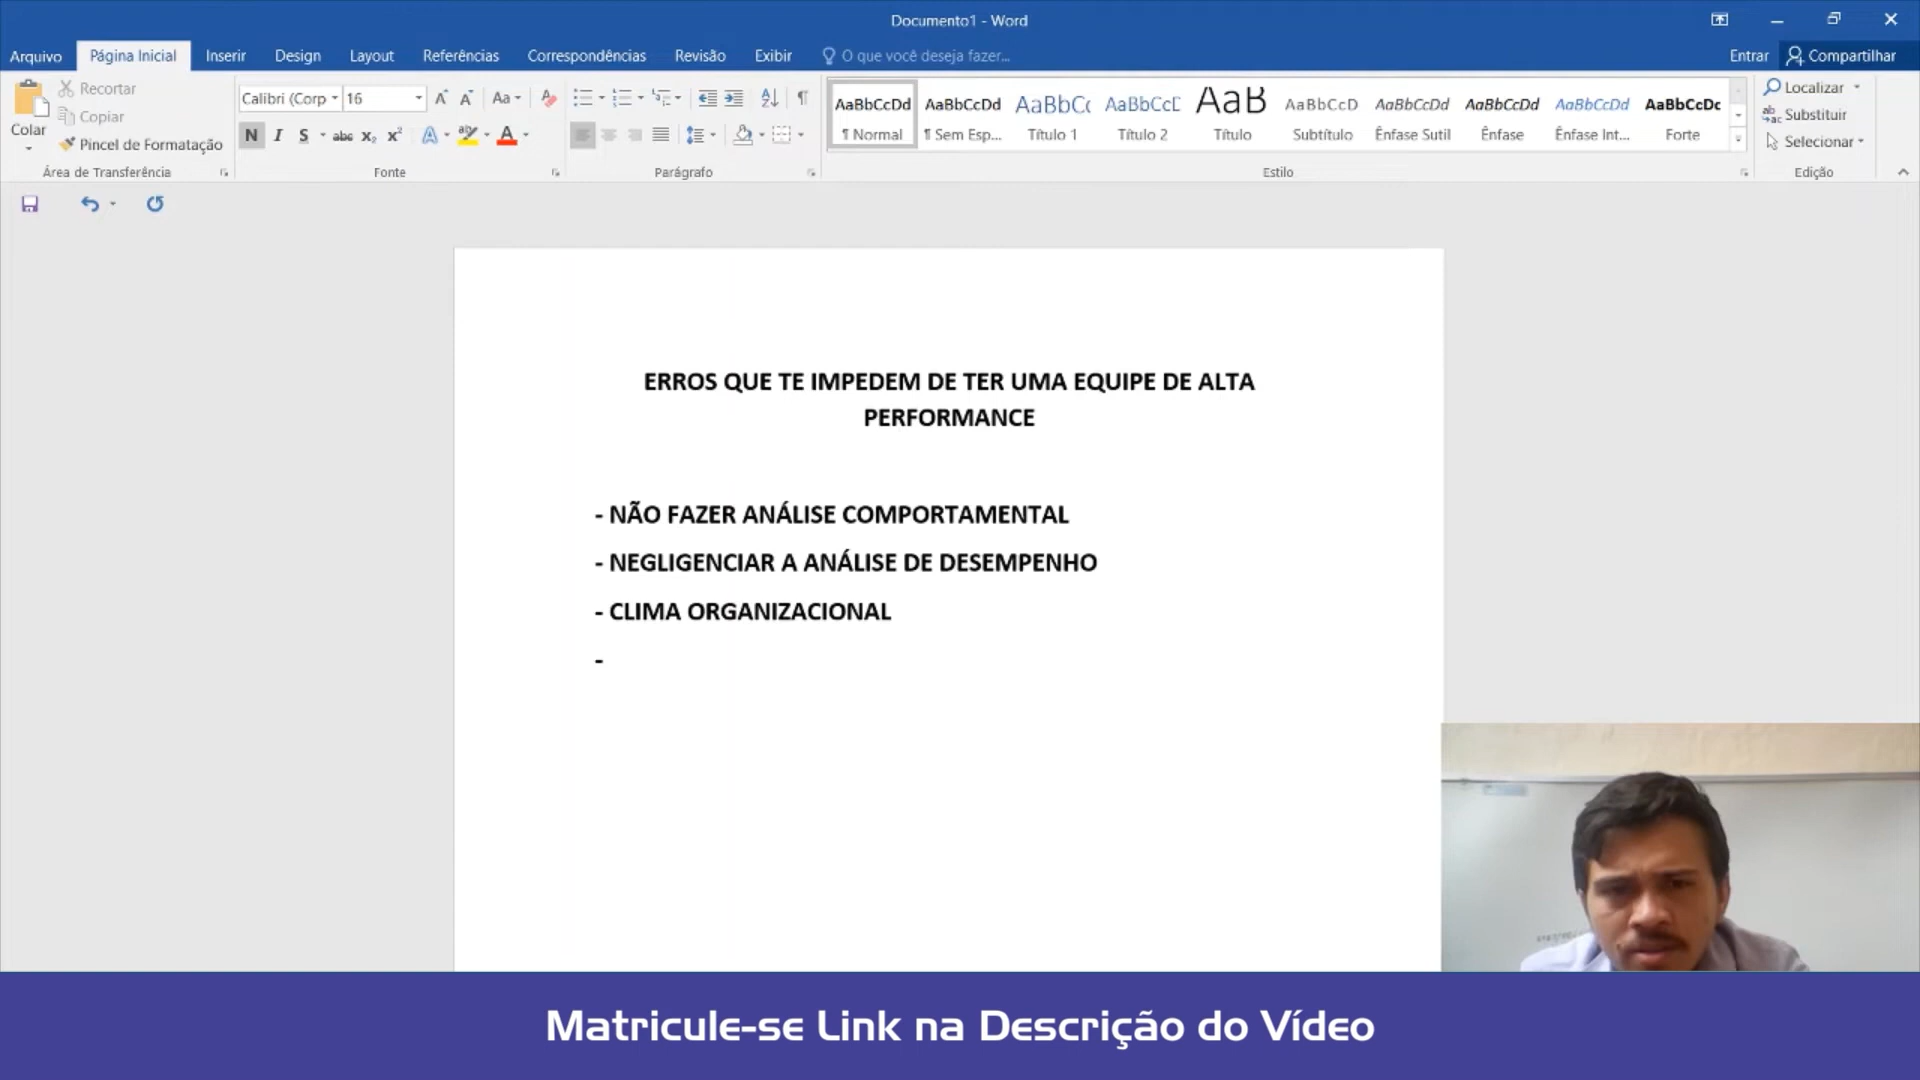 Documento1 - Word
Arquivo Página Inicial Inserir Design Layout Referências Correspondências Revisão Exibir O que você deseja fazer... Entrar Compartilhar
Recortar
Copiar
Pincel de Formatação
Colar
Área de Transferência
Calibri (Corp 16 Aa
N I S abc x₂ x² A A
Fonte
Parágrafo
AaBbCcDd AaBbCcDd AaBbCc AaBbCcC AaB AaBbCcD AaBbCcDd AaBbCcDd AaBbCcDd AaBbCcDc
¶ Normal ¶ Sem Esp... Título 1 Título 2 Título Subtítulo Ênfase Sutil Ênfase Ênfase Int... Forte
Estilo
Localizar
Substituir
Selecionar
Edição
ERROS QUE TE IMPEDEM DE TER UMA EQUIPE DE ALTA
PERFORMANCE
- NÃO FAZER ANÁLISE COMPORTAMENTAL
- NEGLIGENCIAR A ANÁLISE DE DESEMPENHO
- CLIMA ORGANIZACIONAL
-
Matricule-se Link na Descrição do Vídeo